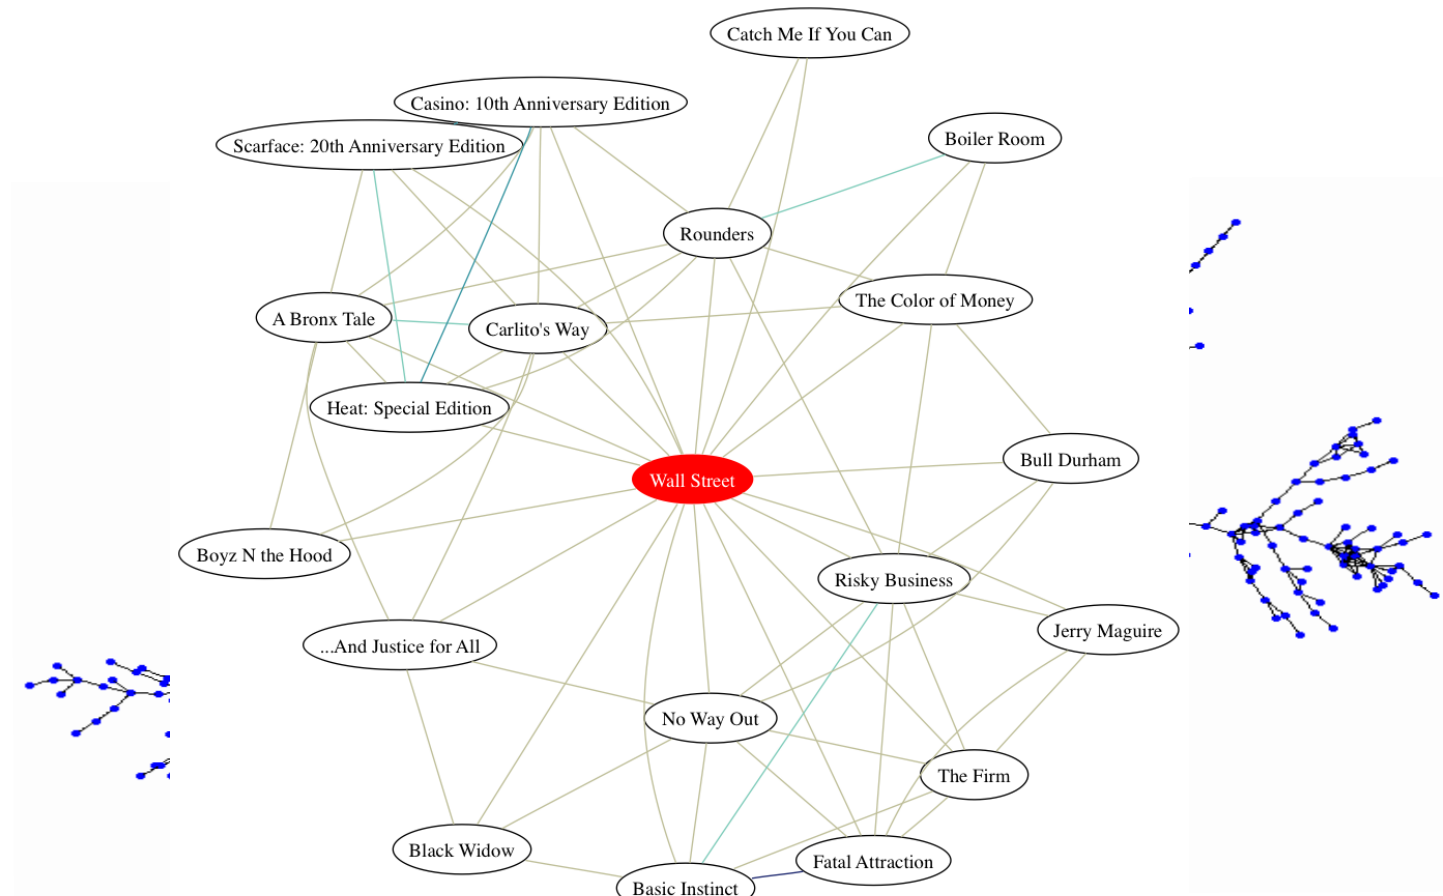 Catch Me If You Can
Casino: 10th Anniversary Edition
Boiler Room
Scarface: 20th Anniversary Edition
Rounders
The Color of Money
A Bronx Tale
Carlito's Way
Heat: Special Edition
Bull Durham
Wall Street
Boyz N the Hood
Risky Business
Jerry Maguire
...And Justice for All
No Way Out
The Firm
Black Widow
Fatal Attraction
Basic Instinct